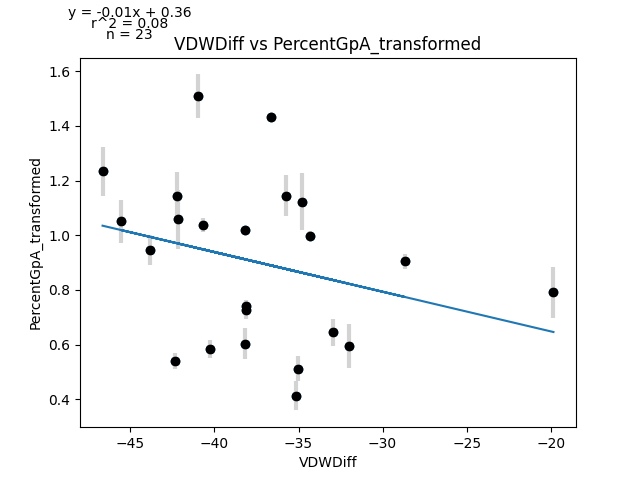 y = -0.01x + 0.36
r^2 = 0.08
n = 23
VDWDiff vs PercentGpA_transformed
1.6
1.4
1.2
1.0
0.8
0.6
0.4
PercentGpA_transformed
−45 −40 −35 −30 −25 −20
VDWDiff